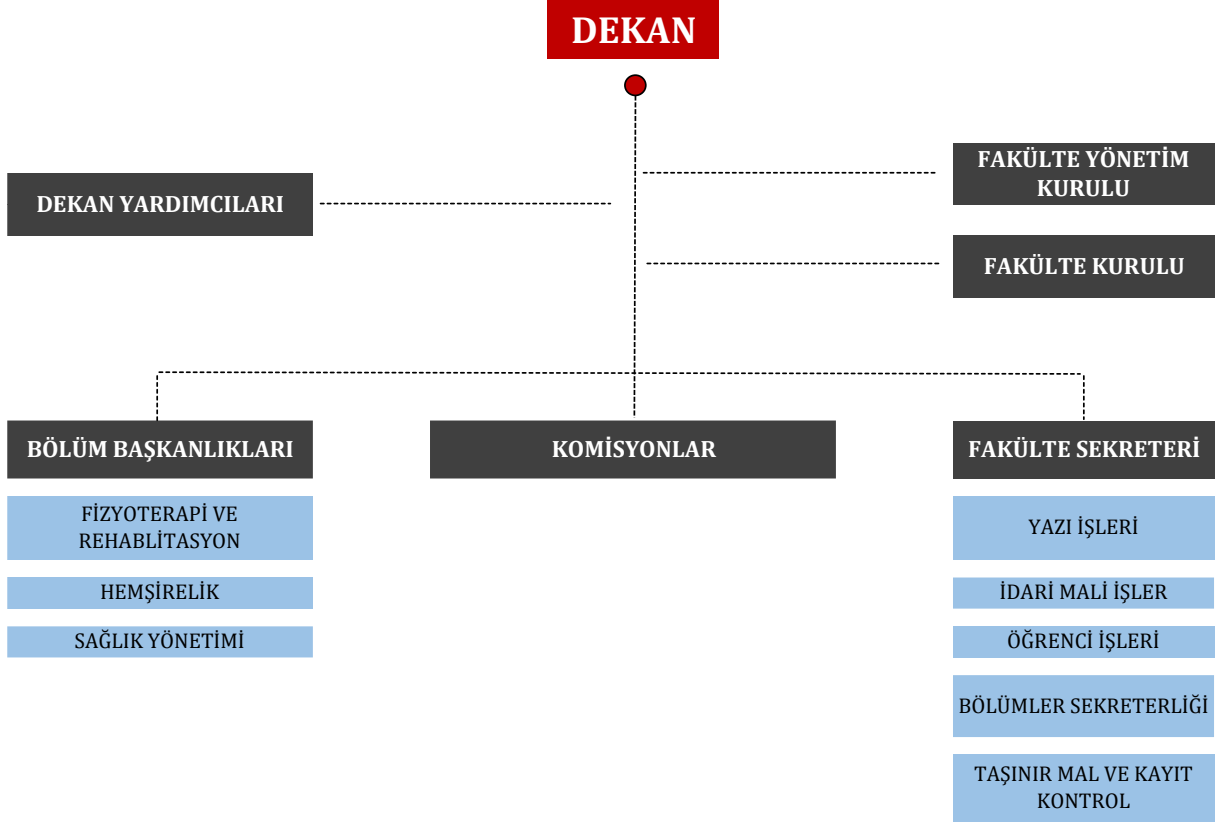 DEKAN
DEKAN YARDIMCILARI
FAKÜLTE YÖNETİM
KURULU
FAKÜLTE KURULU
BÖLÜM BAŞKANLIKLARI
FİZYOTERAPİ VE
REHABLİTASYON
HEMŞİRELİK
SAĞLIK YÖNETİMİ
KOMİSYONLAR
FAKÜLTE SEKRETERİ
YAZI İŞLERİ
İDARİ MALİ İŞLER
ÖĞRENCİ İŞLERİ
BÖLÜMLER SEKRETERLİĞİ
TAŞINIR MAL VE KAYIT
KONTROL